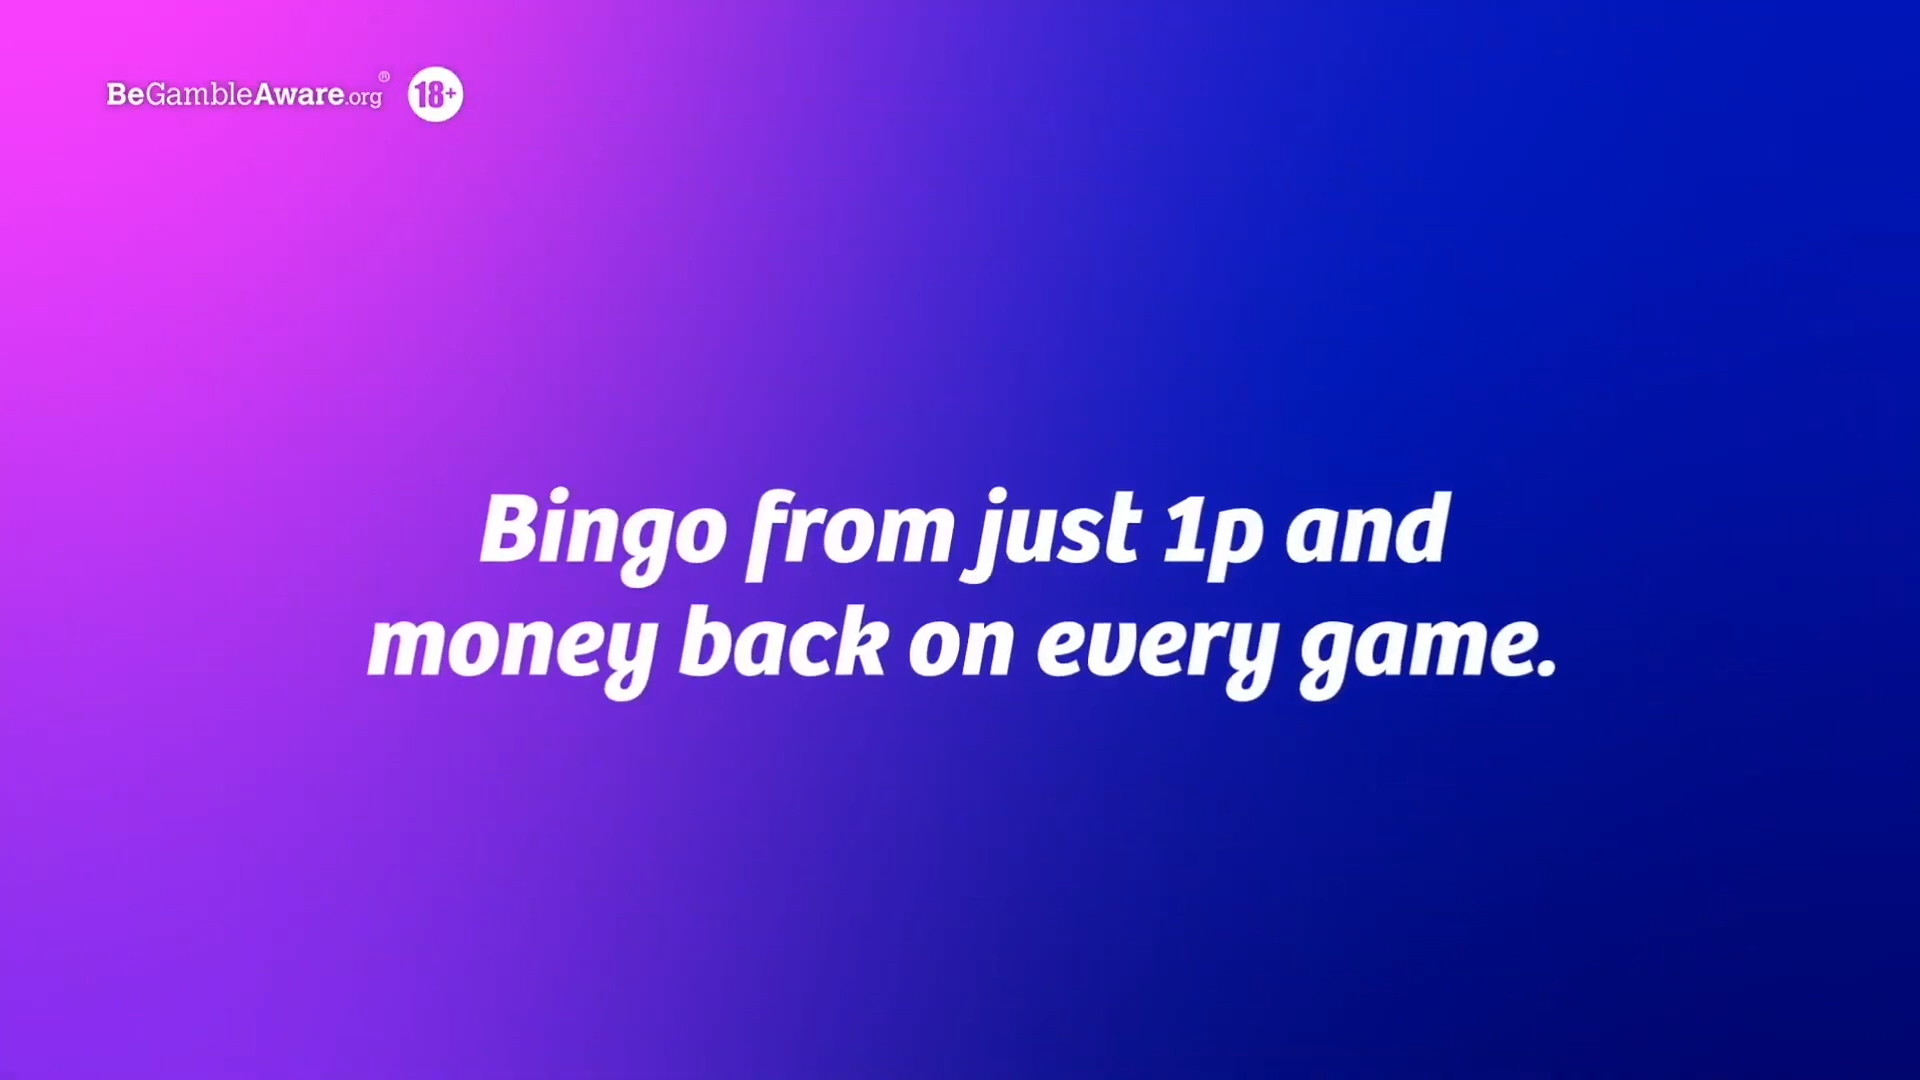 BeGambleAware.org® 18+
Bingo from just 1p and
money back on every game.